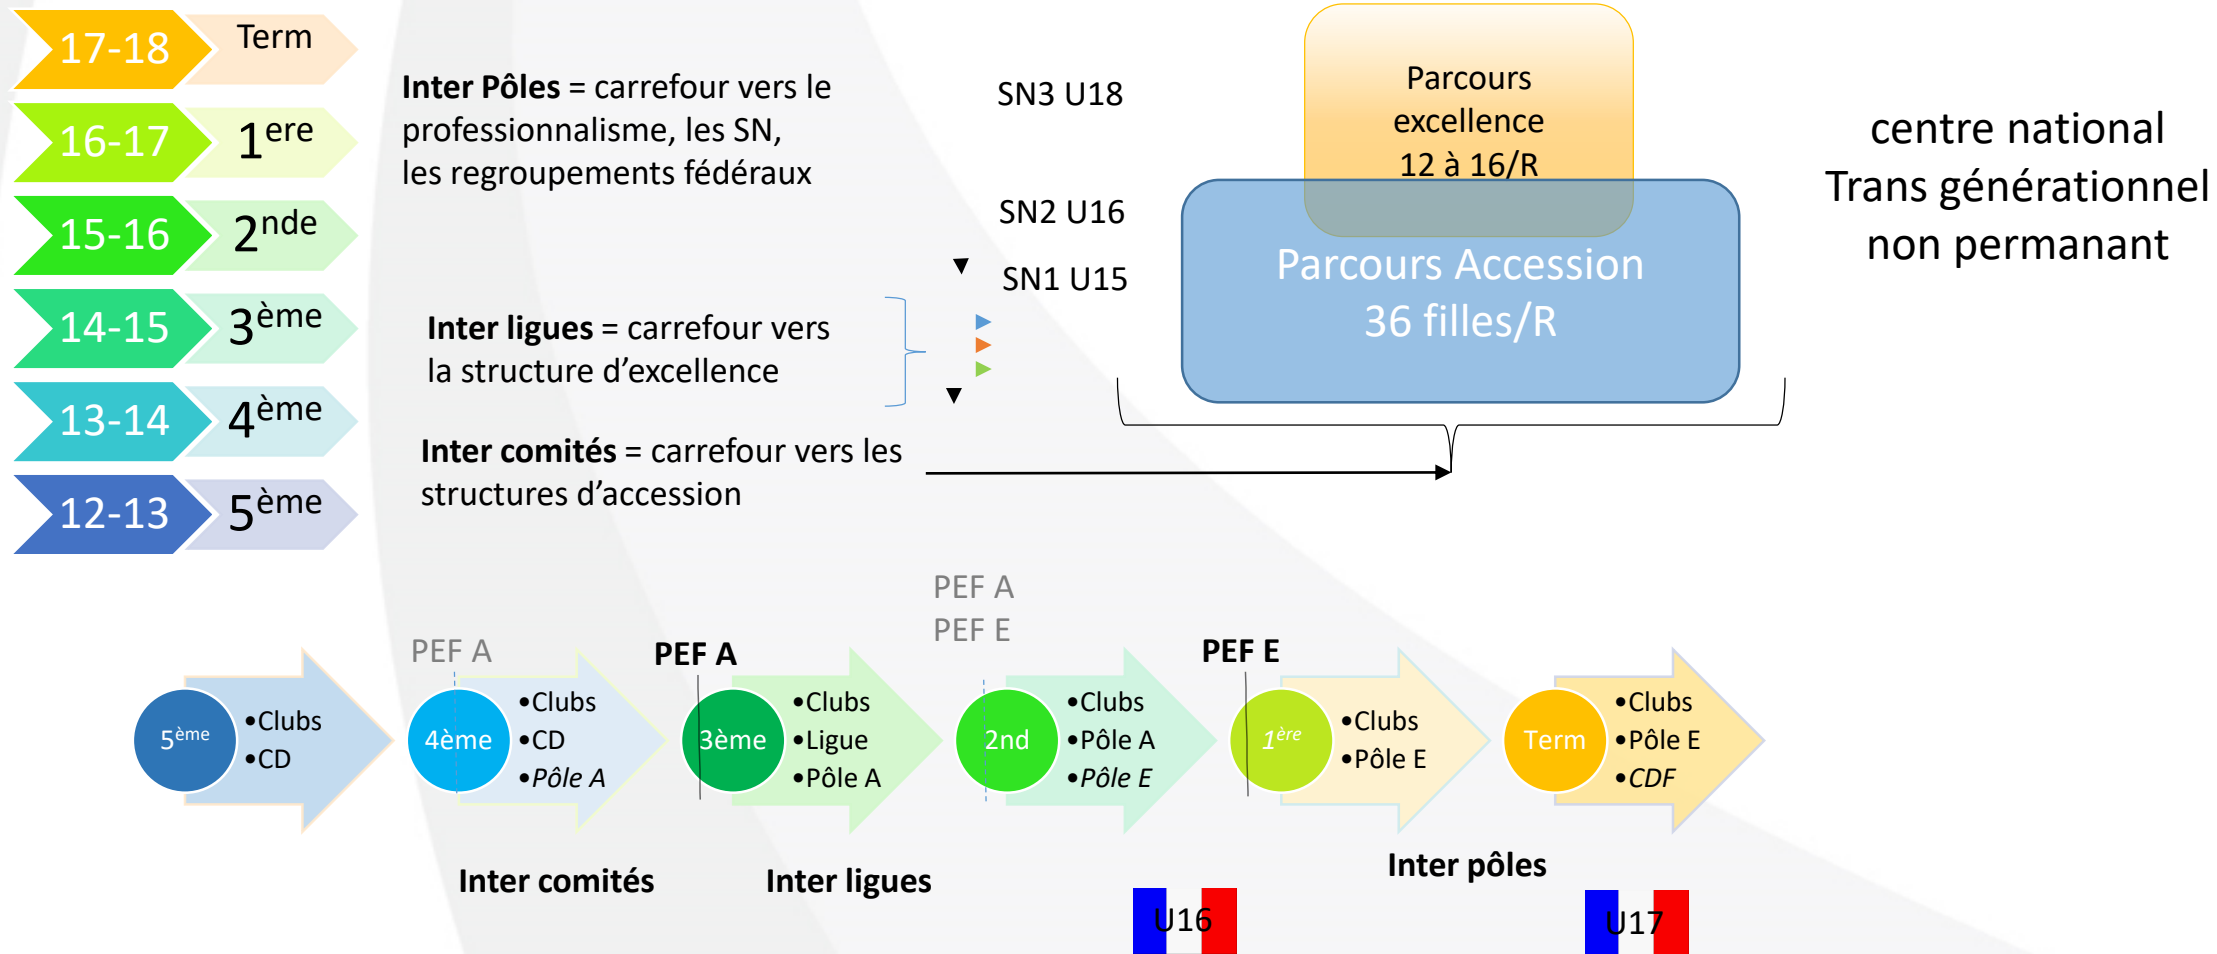 17-18 Term
16-17 1ere
15-16 2nde
14-15 3ème
13-14 4ème
12-13 5ème
Inter Pôles = carrefour vers le
professionnalisme, les SN,
les regroupements fédéraux
Inter ligues = carrefour vers
la structure d’excellence
Inter comités = carrefour vers les
structures d’accession
SN3 U18
SN2 U16
SN1 U15
Parcours
excellence
12 à 16/R
Parcours Accession
36 filles/R
centre national
Trans générationnel
non permanant
5ème
•Clubs
•CD
PEF A
4ème
•Clubs
•CD
•Pôle A
PEF A
3ème
•Clubs
•Ligue
•Pôle A
PEF A
PEF E
2nd
•Clubs
•Pôle A
•Pôle E
PEF E
1ère
•Clubs
•Pôle E
Term
•Clubs
•Pôle E
•CDF
Inter comités
Inter ligues
Inter pôles
U16
U17